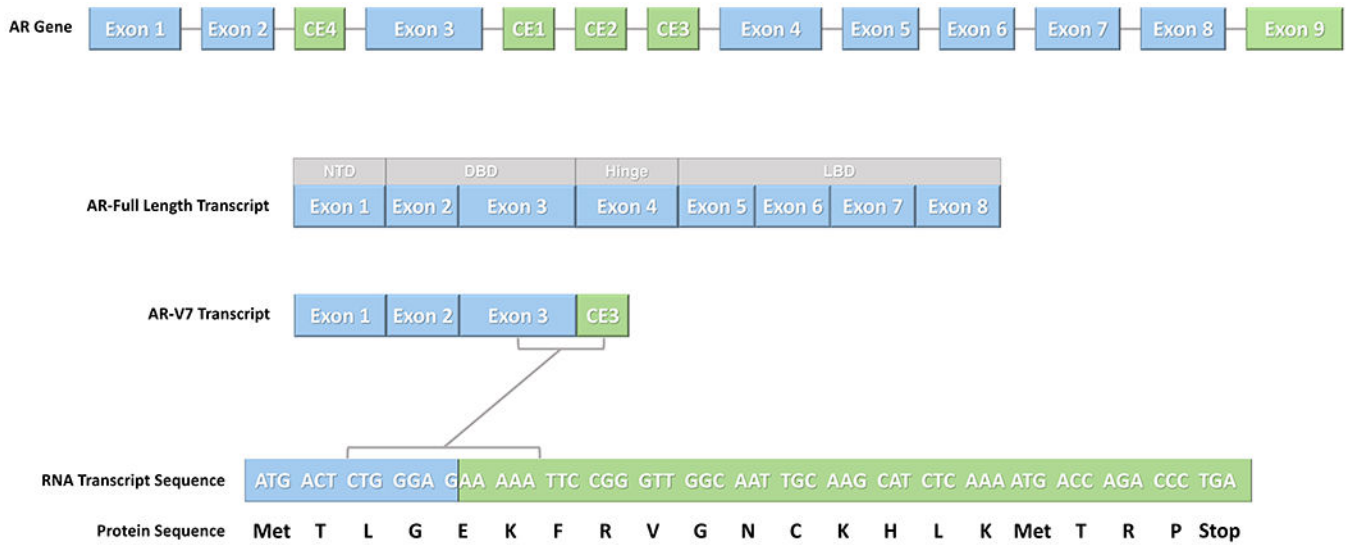 AR Gene Exon 1 Exon 2 CE4 Exon 3 CE1 CE2 CE3 Exon 4 Exon 5 Exon 6 Exon 7 Exon 8 Exon 9
NTD DBD Hinge LBD
AR-Full Length Transcript Exon 1 Exon 2 Exon 3 Exon 4 Exon 5 Exon 6 Exon 7 Exon 8
AR-V7 Transcript Exon 1 Exon 2 Exon 3 CE3
RNA Transcript Sequence ATG ACT CTG GGA GAA AAA TTC CGG GTT GGC AAT TGC AAG CAT CTC AAA ATG ACC AGA CCC TGA
Protein Sequence Met T L G E K F R V G N C K H L K Met T R P Stop